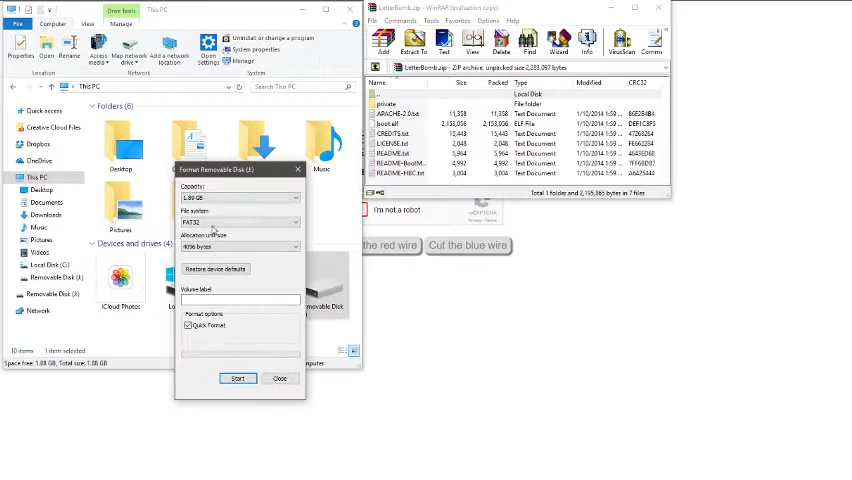 Drive Tools
This PC
File
Computer
View
Manage
Properties
Open
Rename
Access media
Map network drive
Add a network location
Open Settings
Uninstall or change a program
System properties
Manage
Location
Network
System
This PC
Search This PC
Quick access
Creative Cloud Files
Dropbox
OneDrive
This PC
Desktop
Documents
Downloads
Music
Pictures
Videos
Local Disk (C:)
Removable Disk (J:)
Removable Disk (J:)
Network
Folders (6)
Desktop
Music
Pictures
Devices and drives (4)
iCloud Photos
Removable Disk
10 items
1 item selected
Space free: 1.88 GB, Total size: 1.88 GB
Format Removable Disk (J:)
Capacity:
1.89 GB
File system
FAT32
Allocation unit size
4096 bytes
Restore device defaults
Volume label
Format options
Quick Format
Start
Close
LetterBomb.zip - WinRAR (evaluation copy)
File Commands Tools Favorites Options Help
Add
Extract To
Test
View
Delete
Find
Wizard
Info
VirusScan
Comm
LetterBomb.zip - ZIP archive, unpacked size 2,283,097 bytes
Name Size Packed Type Modified CRC32
.. Local Disk
private File folder
APACHE-2.0.txt 11,358 11,358 Text Document 1/10/2014 1:59 ... 86E2B4B4
boot.elf 2,153,056 2,153,056 ELF File 1/10/2014 1:59 ... DEF1C8F5
CREDITS.txt 15,443 15,443 Text Document 1/10/2014 1:59 ... 47268264
LICENSE.txt 2,048 2,048 Text Document 1/10/2014 1:59 ... FE662284
README.txt 5,964 5,964 Text Document 1/10/2014 1:59 ... 4643ED68
README-BootM... 4,992 4,992 Text Document 1/10/2014 1:59 ... 7FF6BD87
README-HBC.txt 3,004 3,004 Text Document 1/10/2014 1:59 ... A6425444
Total 1 folder and 2,195,865 bytes in 7 files
I'm not a robot
reCAPTCHA
Privacy - Terms
the red wire
Cut the blue wire